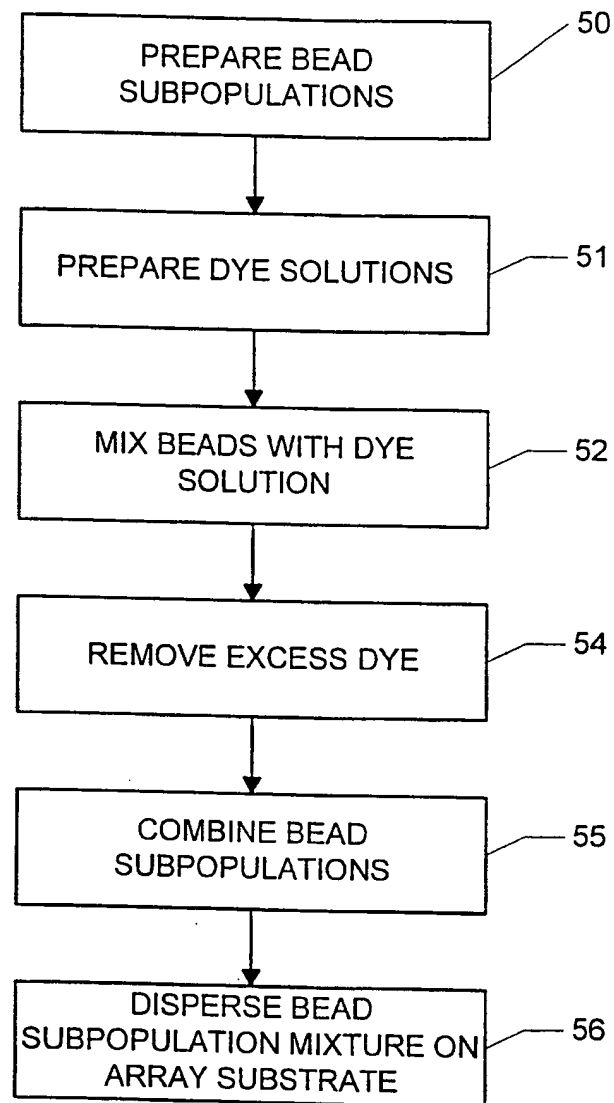 50
PREPARE BEAD
SUBPOPULATIONS
51
PREPARE DYE SOLUTIONS
52
MIX BEADS WITH DYE
SOLUTION
54
REMOVE EXCESS DYE
55
COMBINE BEAD
SUBPOPULATIONS
56
DISPERSE BEAD
SUBPOPULATION MIXTURE ON
ARRAY SUBSTRATE